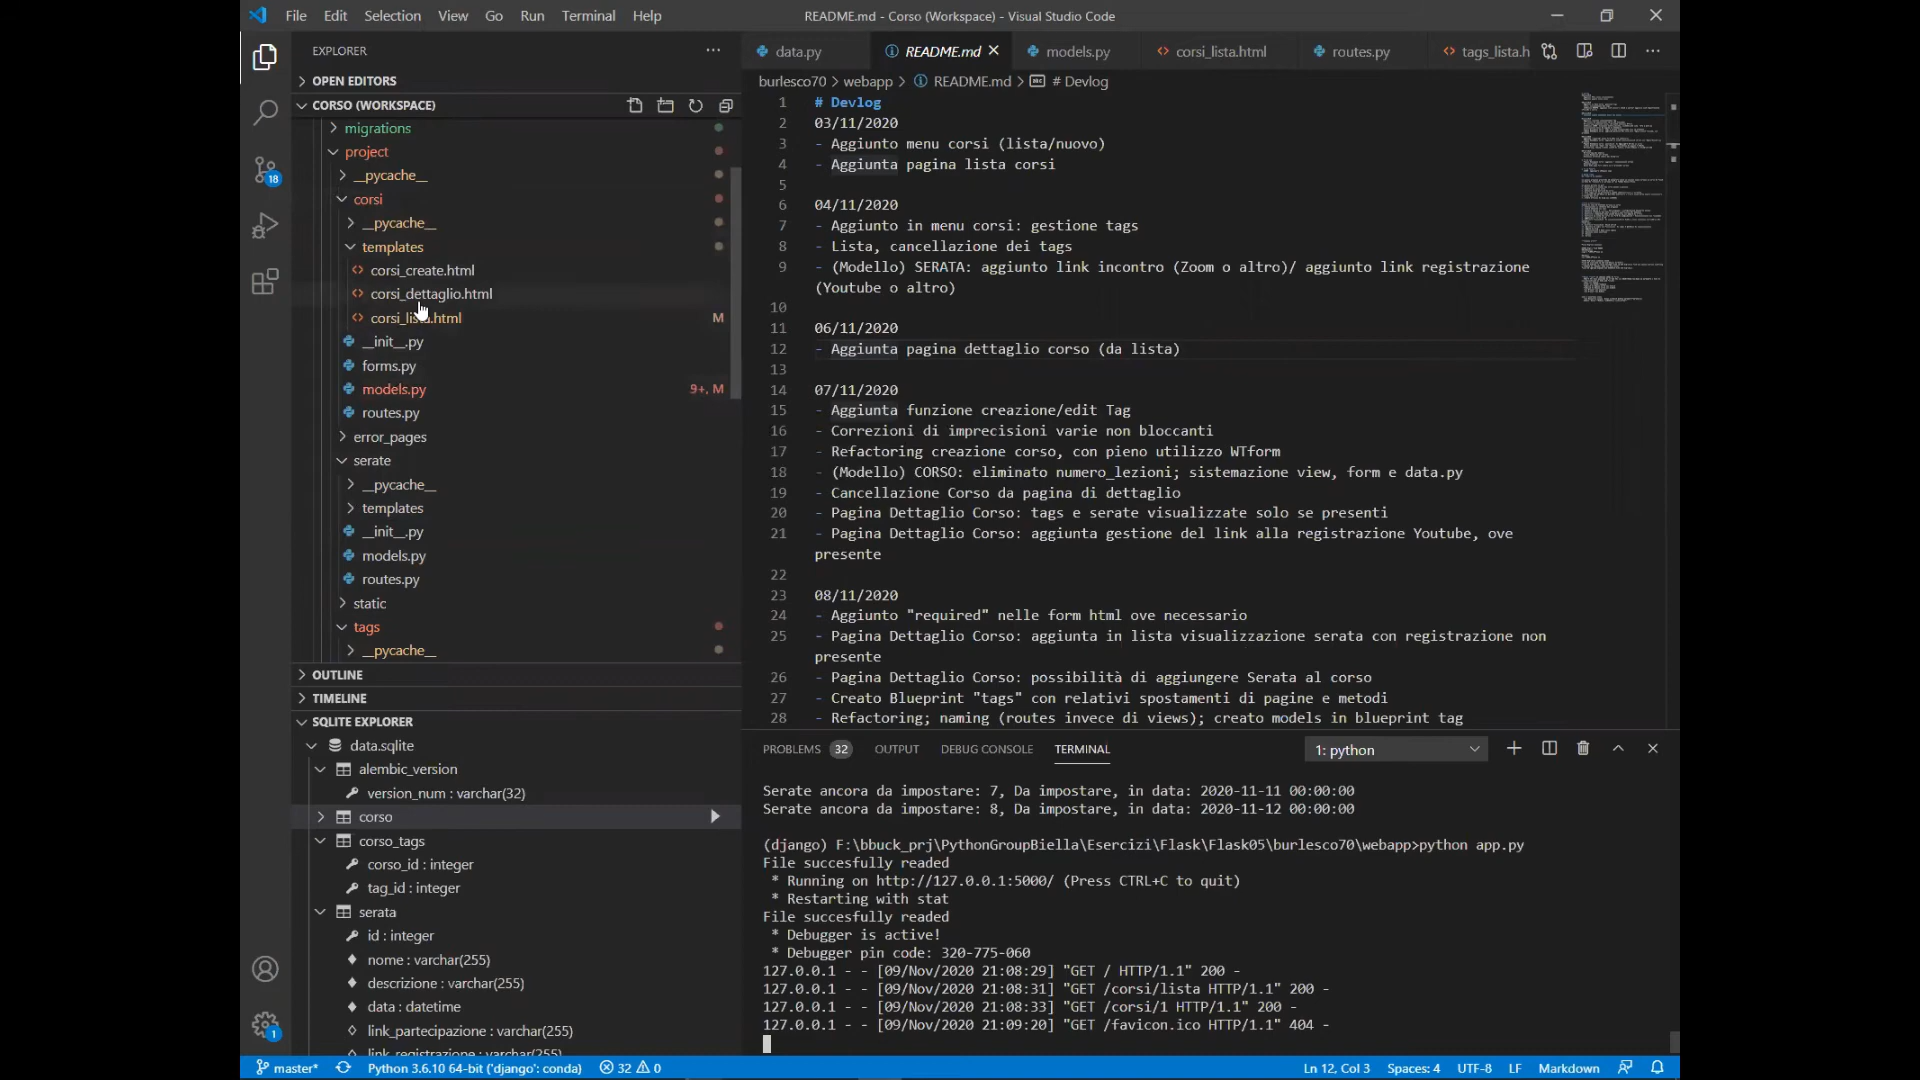 File Edit Selection View Go Run Terminal Help
README.md - Corso (Workspace) - Visual Studio Code
EXPLORER
OPEN EDITORS
CORSO (WORKSPACE)
migrations
project
__pycache__
corsi
__pycache__
templates
corsi_create.html
corsi_dettaglio.html
corsi_lista.html M
__init__.py
forms.py
models.py 9+, M
routes.py
error_pages
serate
__pycache__
templates
__init__.py
models.py
routes.py
static
tags
__pycache__
OUTLINE
TIMELINE
SQLITE EXPLORER
data.sqlite
alembic_version
version_num : varchar(32)
corso
corso_tags
corso_id : integer
tag_id : integer
serata
id : integer
nome : varchar(255)
descrizione : varchar(255)
data : datetime
link_partecipazione : varchar(255)
link_registrazione : varchar(255)
18
1
data.py README.md models.py corsi_lista.html routes.py tags_lista.h
burlesco70 > webapp > README.md > # Devlog
1 # Devlog
2 03/11/2020
3 - Aggiunto menu corsi (lista/nuovo)
4 - Aggiunta pagina lista corsi
5
6 04/11/2020
7 - Aggiunto in menu corsi: gestione tags
8 - Lista, cancellazione dei tags
9 - (Modello) SERATA: aggiunto link incontro (Zoom o altro)/ aggiunto link registrazione
(Youtube o altro)
10
11 06/11/2020
12 - Aggiunta pagina dettaglio corso (da lista)
13
14 07/11/2020
15 - Aggiunta funzione creazione/edit Tag
16 - Correzioni di imprecisioni varie non bloccanti
17 - Refactoring creazione corso, con pieno utilizzo WTform
18 - (Modello) CORSO: eliminato numero_lezioni; sistemazione view, form e data.py
19 - Cancellazione Corso da pagina di dettaglio
20 - Pagina Dettaglio Corso: tags e serate visualizzate solo se presenti
21 - Pagina Dettaglio Corso: aggiunta gestione del link alla registrazione Youtube, ove
presente
22
23 08/11/2020
24 - Aggiunto "required" nelle form html ove necessario
25 - Pagina Dettaglio Corso: aggiunta in lista visualizzazione serata con registrazione non
presente
26 - Pagina Dettaglio Corso: possibilità di aggiungere Serata al corso
27 - Creato Blueprint "tags" con relativi spostamenti di pagine e metodi
28 - Refactoring; naming (routes invece di views); creato models in blueprint tag
PROBLEMS 32 OUTPUT DEBUG CONSOLE TERMINAL 1: python
Serate ancora da impostare: 7, Da impostare, in data: 2020-11-11 00:00:00
Serate ancora da impostare: 8, Da impostare, in data: 2020-11-12 00:00:00
(django) F:\bbuck_prj\PythonGroupBiella\Esercizi\Flask\Flask05\burlesco70\webapp>python app.py
File succesfully readed
* Running on http://127.0.0.1:5000/ (Press CTRL+C to quit)
* Restarting with stat
File succesfully readed
* Debugger is active!
* Debugger pin code: 320-775-060
127.0.0.1 - - [09/Nov/2020 21:08:29] "GET / HTTP/1.1" 200 -
127.0.0.1 - - [09/Nov/2020 21:08:31] "GET /corsi/lista HTTP/1.1" 200 -
127.0.0.1 - - [09/Nov/2020 21:08:33] "GET /corsi/1 HTTP/1.1" 200 -
127.0.0.1 - - [09/Nov/2020 21:09:20] "GET /favicon.ico HTTP/1.1" 404 -
master* Python 3.6.10 64-bit ('django': conda) 32 0 Ln 12, Col 3 Spaces: 4 UTF-8 LF Markdown